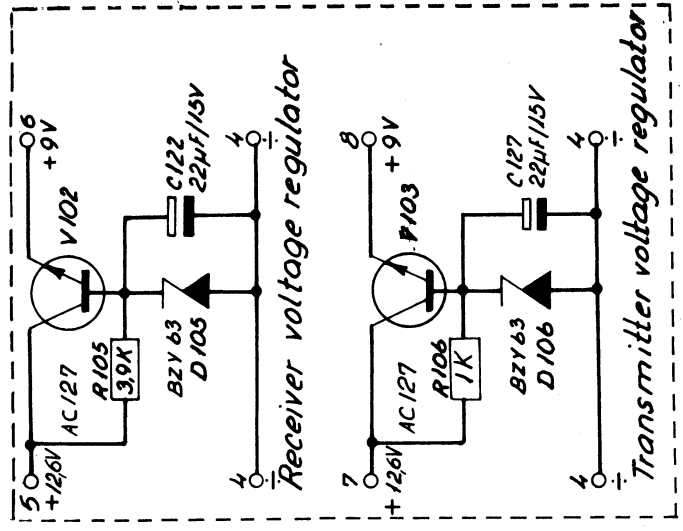 5
+12,6V
AC127
V102
6
+9V
R105
3,9K
BZY63
D105
C122
22µF/15V
4
4
Receiver voltage regulator
7
+12,6V
AC127
V103
8
+9V
R106
1K
BZY63
D106
C127
22µF/15V
4
4
Transmitter voltage regulator